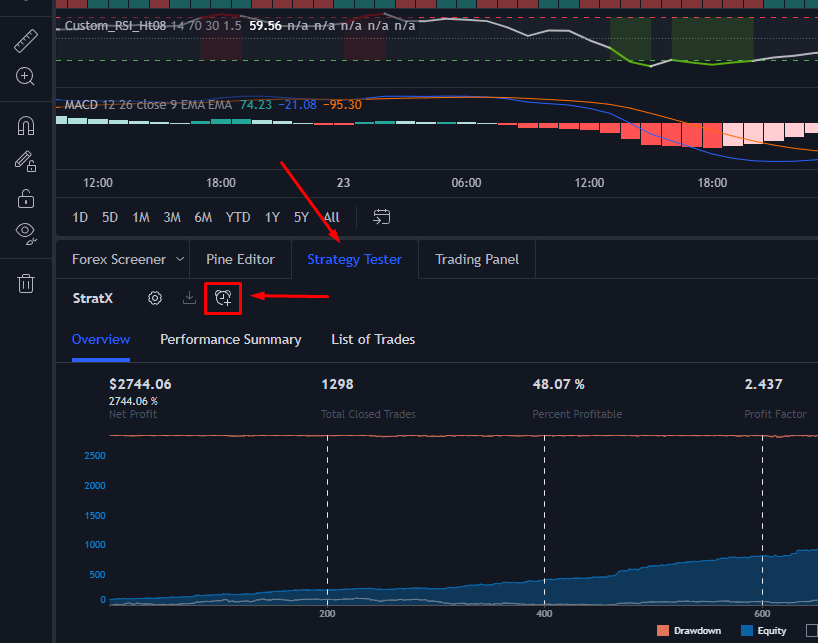 Custom_RSI_Ht08 14 70 30 1.5 59.56 n/a n/a n/a n/a n/a
MACD 12 26 close 9 EMA EMA 74.23 −21.08 −95.30
12:00 18:00 23 06:00 12:00 18:00
1D 5D 1M 3M 6M YTD 1Y 5Y All
Forex Screener Pine Editor Strategy Tester Trading Panel
StratX
Overview Performance Summary List of Trades
$2744.06 1298 48.07 % 2.437
2744.06 %
Net Profit Total Closed Trades Percent Profitable Profit Factor
2500
2000
1500
1000
500
0
200 400 600
Drawdown Equity